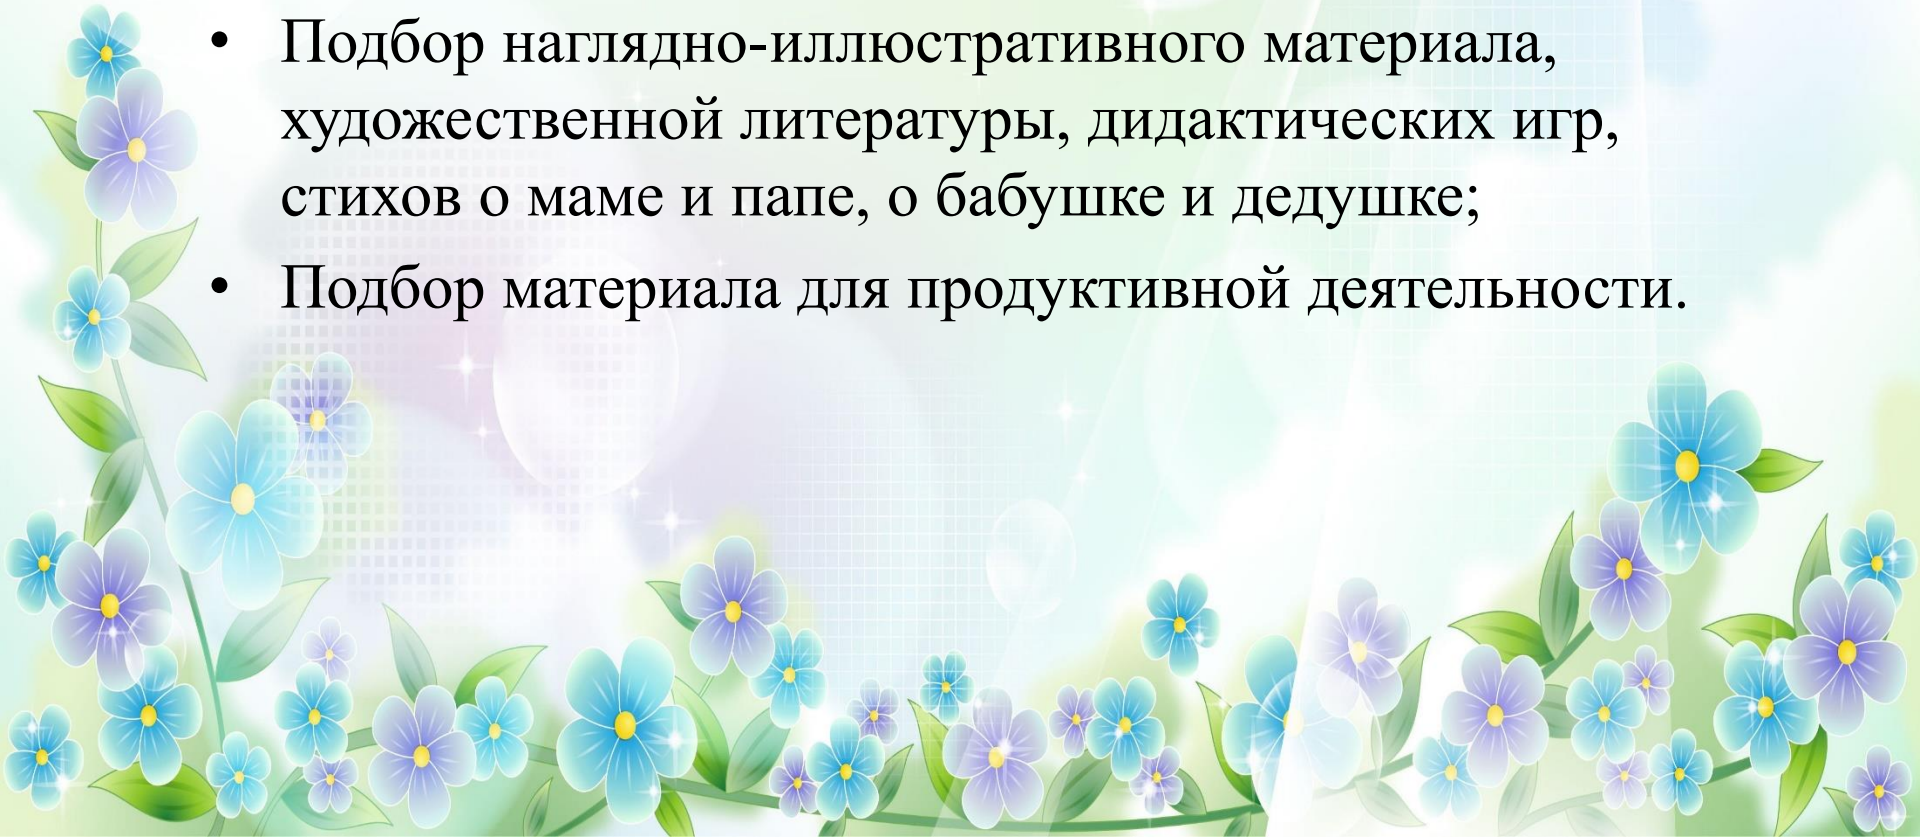 • Подбор наглядно-иллюстративного материала,
художественной литературы, дидактических игр,
стихов о маме и папе, о бабушке и дедушке;
• Подбор материала для продуктивной деятельности.